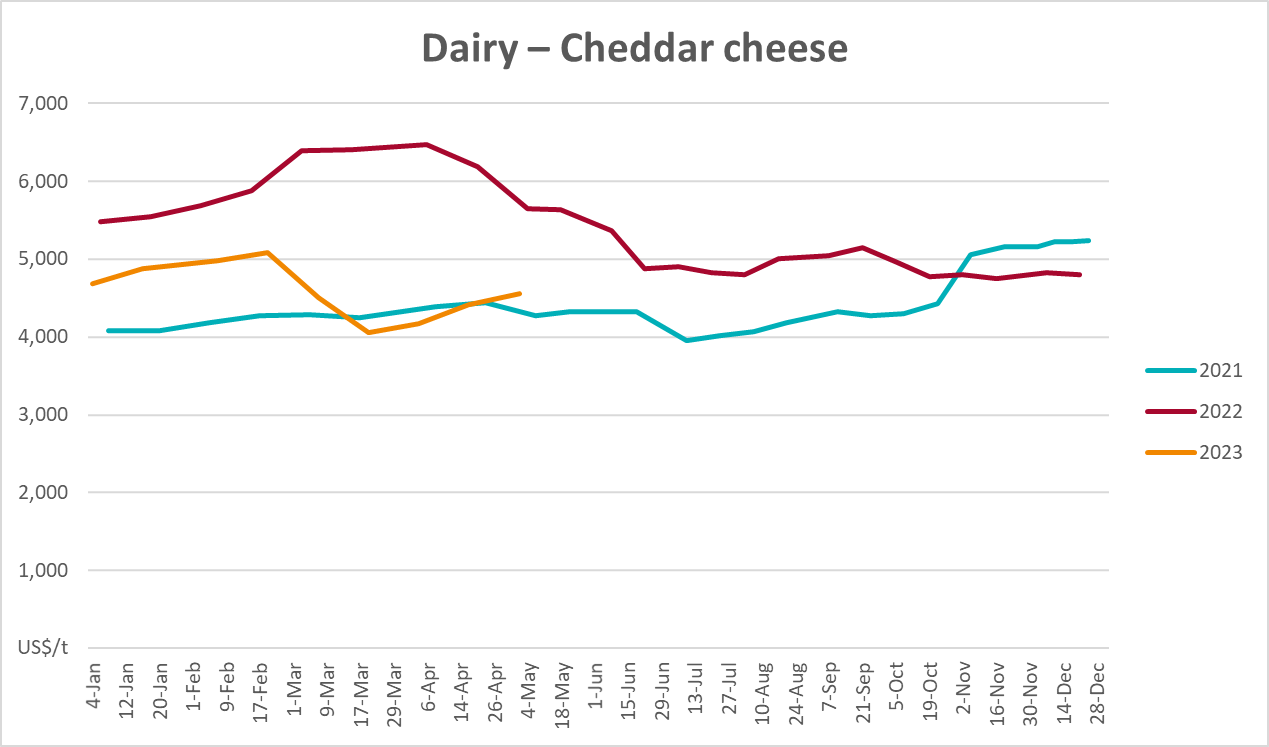 Dairy – Cheddar cheese
7,000
6,000
5,000
4,000
3,000
2,000
1,000
US$/t
4-Jan
12-Jan
20-Jan
1-Feb
9-Feb
17-Feb
1-Mar
9-Mar
17-Mar
29-Mar
6-Apr
14-Apr
26-Apr
4-May
18-May
1-Jun
15-Jun
29-Jun
13-Jul
27-Jul
10-Aug
24-Aug
7-Sep
21-Sep
5-Oct
19-Oct
2-Nov
16-Nov
30-Nov
14-Dec
28-Dec
2021
2022
2023